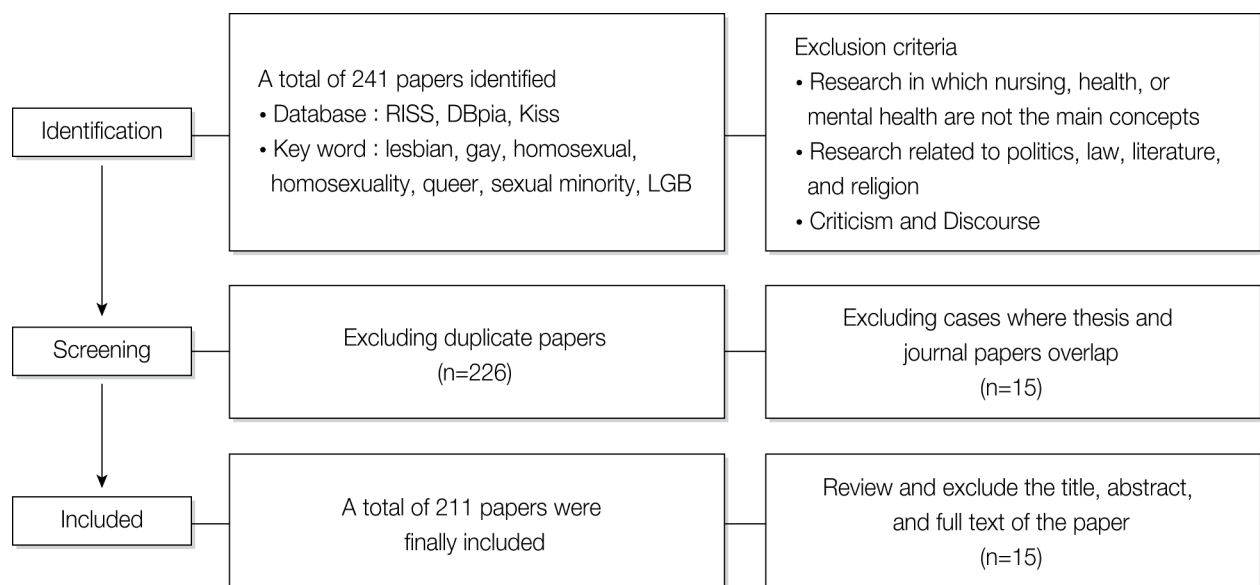 Identification
A total of 241 papers identified
• Database : RISS, DBpia, Kiss
• Key word : lesbian, gay, homosexual,
homosexuality, queer, sexual minority, LGB
Exclusion criteria
• Research in which nursing, health, or
mental health are not the main concepts
• Research related to politics, law, literature,
and religion
• Criticism and Discourse
Screening
Excluding duplicate papers
(n=226)
Excluding cases where thesis and
journal papers overlap
(n=15)
Included
A total of 211 papers were
finally included
Review and exclude the title, abstract,
and full text of the paper
(n=15)